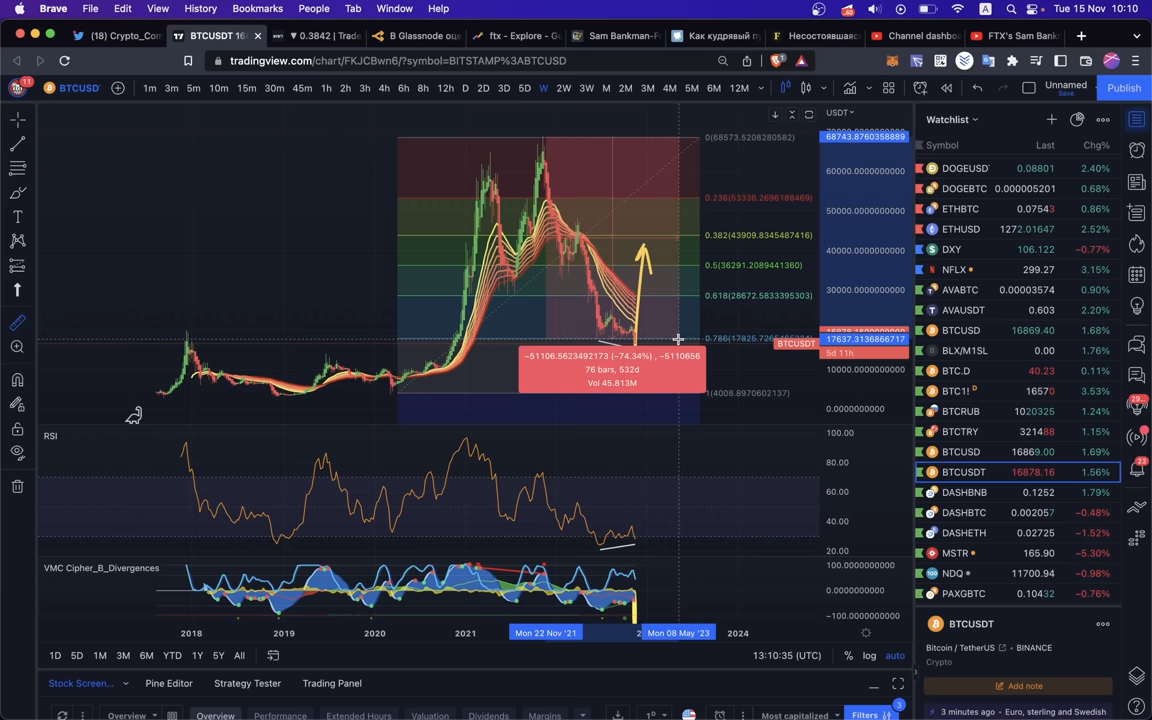 Brave File Edit View History Bookmarks People Tab Window Help
60 A Tue 15 Nov 10:10
(18) Crypto_Con
BTCUSDT 16
▼ 0.3842 | Trade
В Glassnode оце
ftx - Explore - Go
Sam Bankman-F
Как кудрявый п
Несостоявшаяс
Channel dashbo
FTX's Sam Bank
tradingview.com/chart/FKJCBwn6/?symbol=BITSTAMP%3ABTCUSD
11
BTCUSD 1m 3m 5m 10m 15m 30m 45m 1h 2h 3h 4h 6h 8h 12h D 2D 3D 5D W 2W 3W M 2M 3M 4M 5M 6M 12M
Unnamed
Save
Publish
USDT
68743.8760358889
60000.0000000000
50000.0000000000
40000.0000000000
30000.0000000000
17637.3136866717
BTCUSDT
5d 11h
10000.0000000000
0.0000000000
0(68573.5208280582)
0.236(53336.2696188469)
0.382(43909.8345487416)
0.5(36291.2089441360)
0.618(28672.5833395303)
1(4008.8970602137)
−51106.5623492173 (−74.34%) , −5110656
76 bars, 532d
Vol 45.813M
RSI
100.00
80.00
60.00
40.00
20.00
VMC Cipher_B_Divergences
100.0000000000
0.0000000000
−100.0000000000
2018 2019 2020 2021 Mon 22 Nov '21 Mon 08 May '23 2024
1D 5D 1M 3M 6M YTD 1Y 5Y All
13:10:35 (UTC) % log auto
Stock Screen... Pine Editor Strategy Tester Trading Panel
Overview Overview Performance Extended Hours Valuation Dividends Margins 1D Most capitalized Filters 3
Watchlist
Symbol Last Chg%
DOGEUSDT 0.08801 2.40%
DOGEBTC 0.000005201 0.68%
ETHBTC 0.07543 0.86%
ETHUSD 1272.01647 2.52%
DXY 106.122 −0.77%
NFLX 299.27 3.15%
AVABTC 0.00003574 0.90%
AVAUSDT 0.603 2.20%
BTCUSD 16869.40 1.68%
BLX/M1SL 0.00 1.76%
BTC.D 40.23 0.11%
BTC1! D 16570 3.53%
BTCRUB 1020325 1.24%
BTCTRY 321488 1.15%
BTCUSD 16869.00 1.69%
BTCUSDT 16878.16 1.56%
DASHBNB 0.1252 1.79%
DASHBTC 0.002057 −0.48%
DASHETH 0.02725 −1.52%
MSTR 165.90 −5.30%
NDQ 11700.94 −0.98%
PAXGBTC 0.10432 −0.76%
BTCUSDT
Bitcoin / TetherUS • BINANCE
Crypto
Add note
3 minutes ago • Euro, sterling and Swedish
29...
23